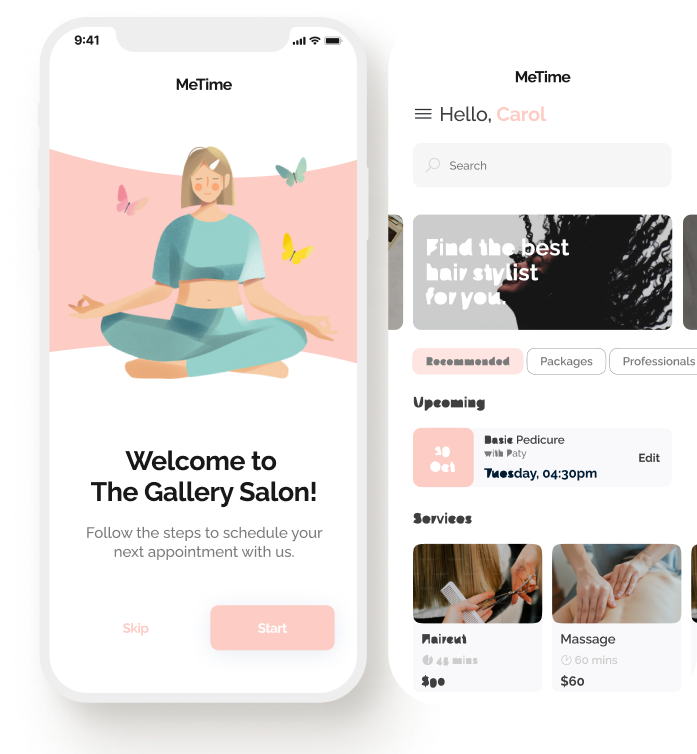 9:41
MeTime
Welcome to
The Gallery Salon!
Follow the steps to schedule your
next appointment with us.
Skip
Start
MeTime
Hello, Carol
Search
Find the best
hair stylist
for you.
Recommended
Packages
Professionals
Upcoming
Oct
Basic Pedicure
with Paty
Tuesday, 04:30pm
Edit
Services
Haircut
45 mins
Massage
60 mins
$60